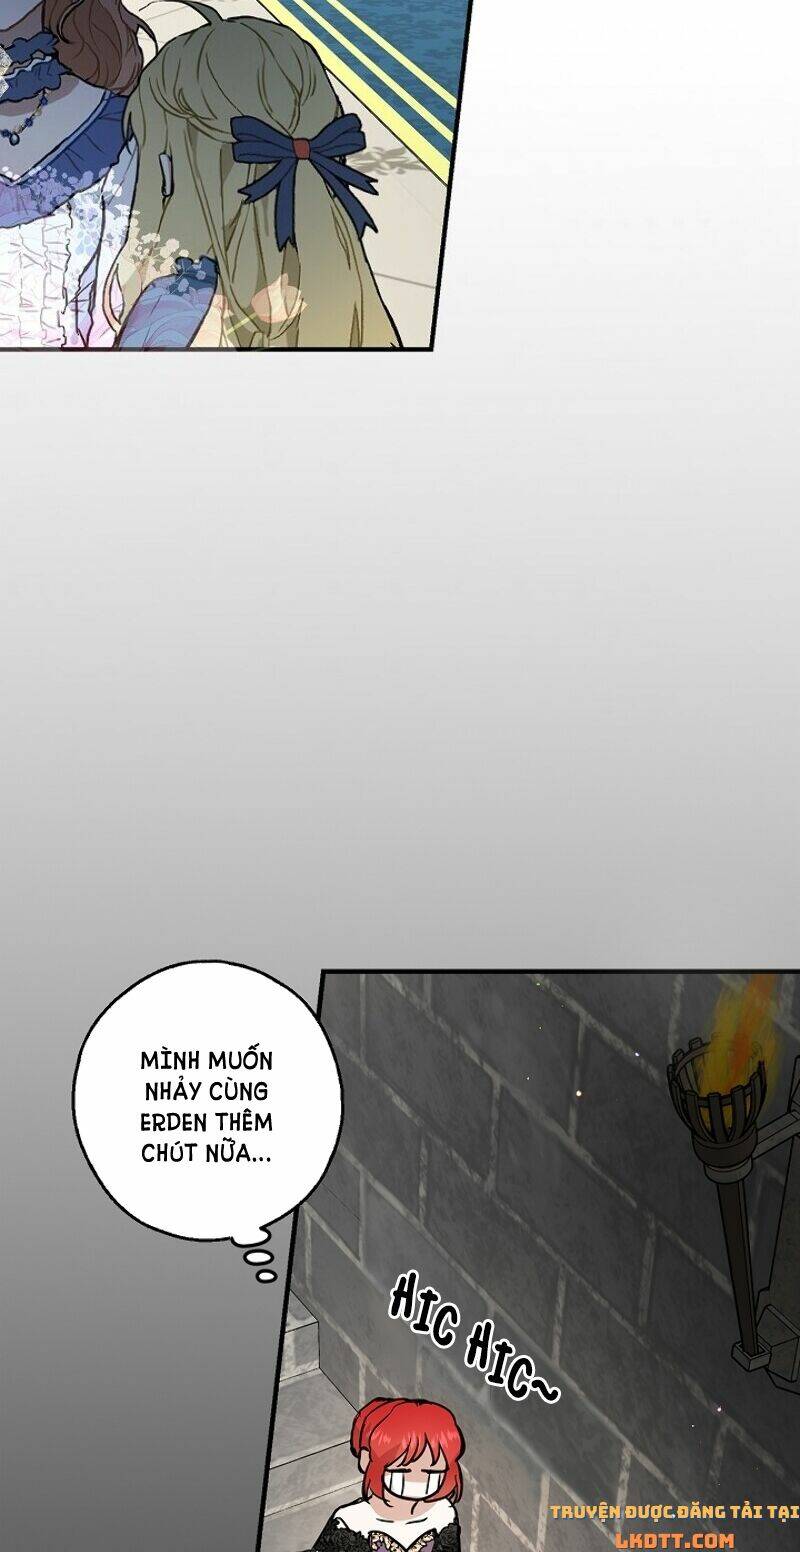 MÌNH MUỐN
NHẢY CÙNG
ERDEN THÊM
CHÚT NỮA...
HIC HIC~
TRUYỆN ĐƯỢC ĐĂNG TẢI TẠI
LKDTT.COM